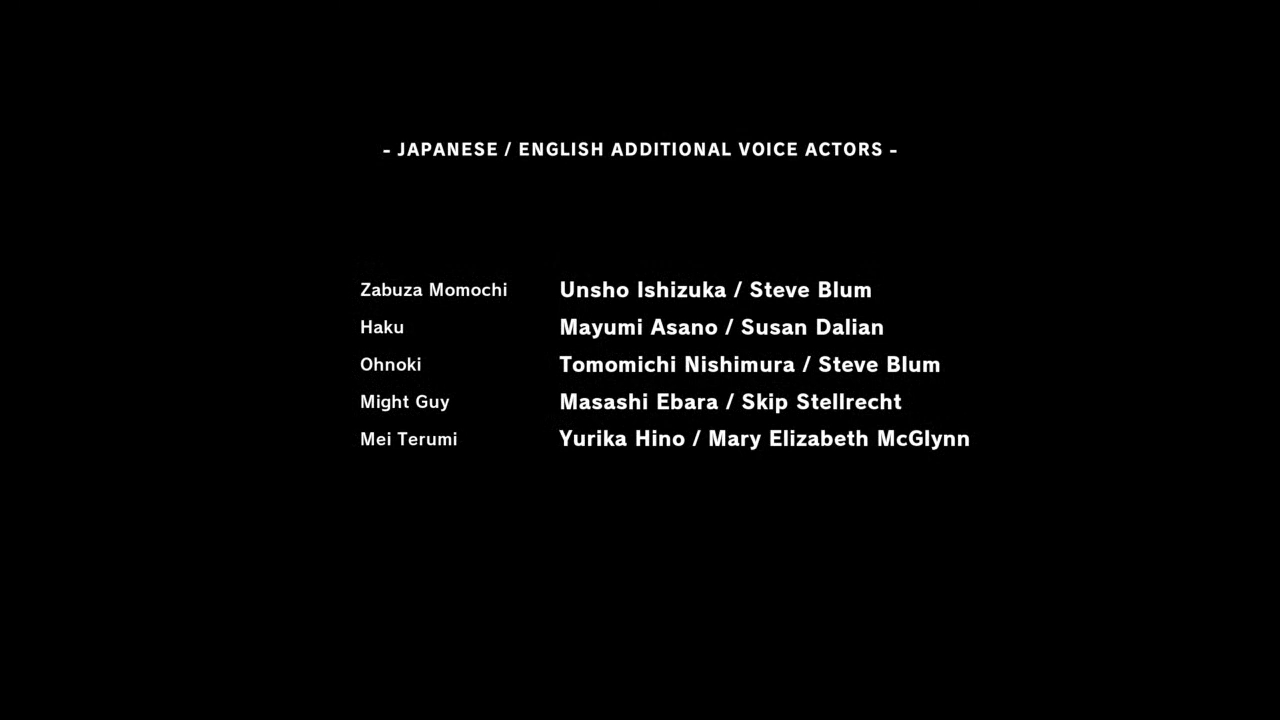 - JAPANESE / ENGLISH ADDITIONAL VOICE ACTORS -
Zabuza Momochi Unsho Ishizuka / Steve Blum
Haku Mayumi Asano / Susan Dalian
Ohnoki Tomomichi Nishimura / Steve Blum
Might Guy Masashi Ebara / Skip Stellrecht
Mei Terumi Yurika Hino / Mary Elizabeth McGlynn